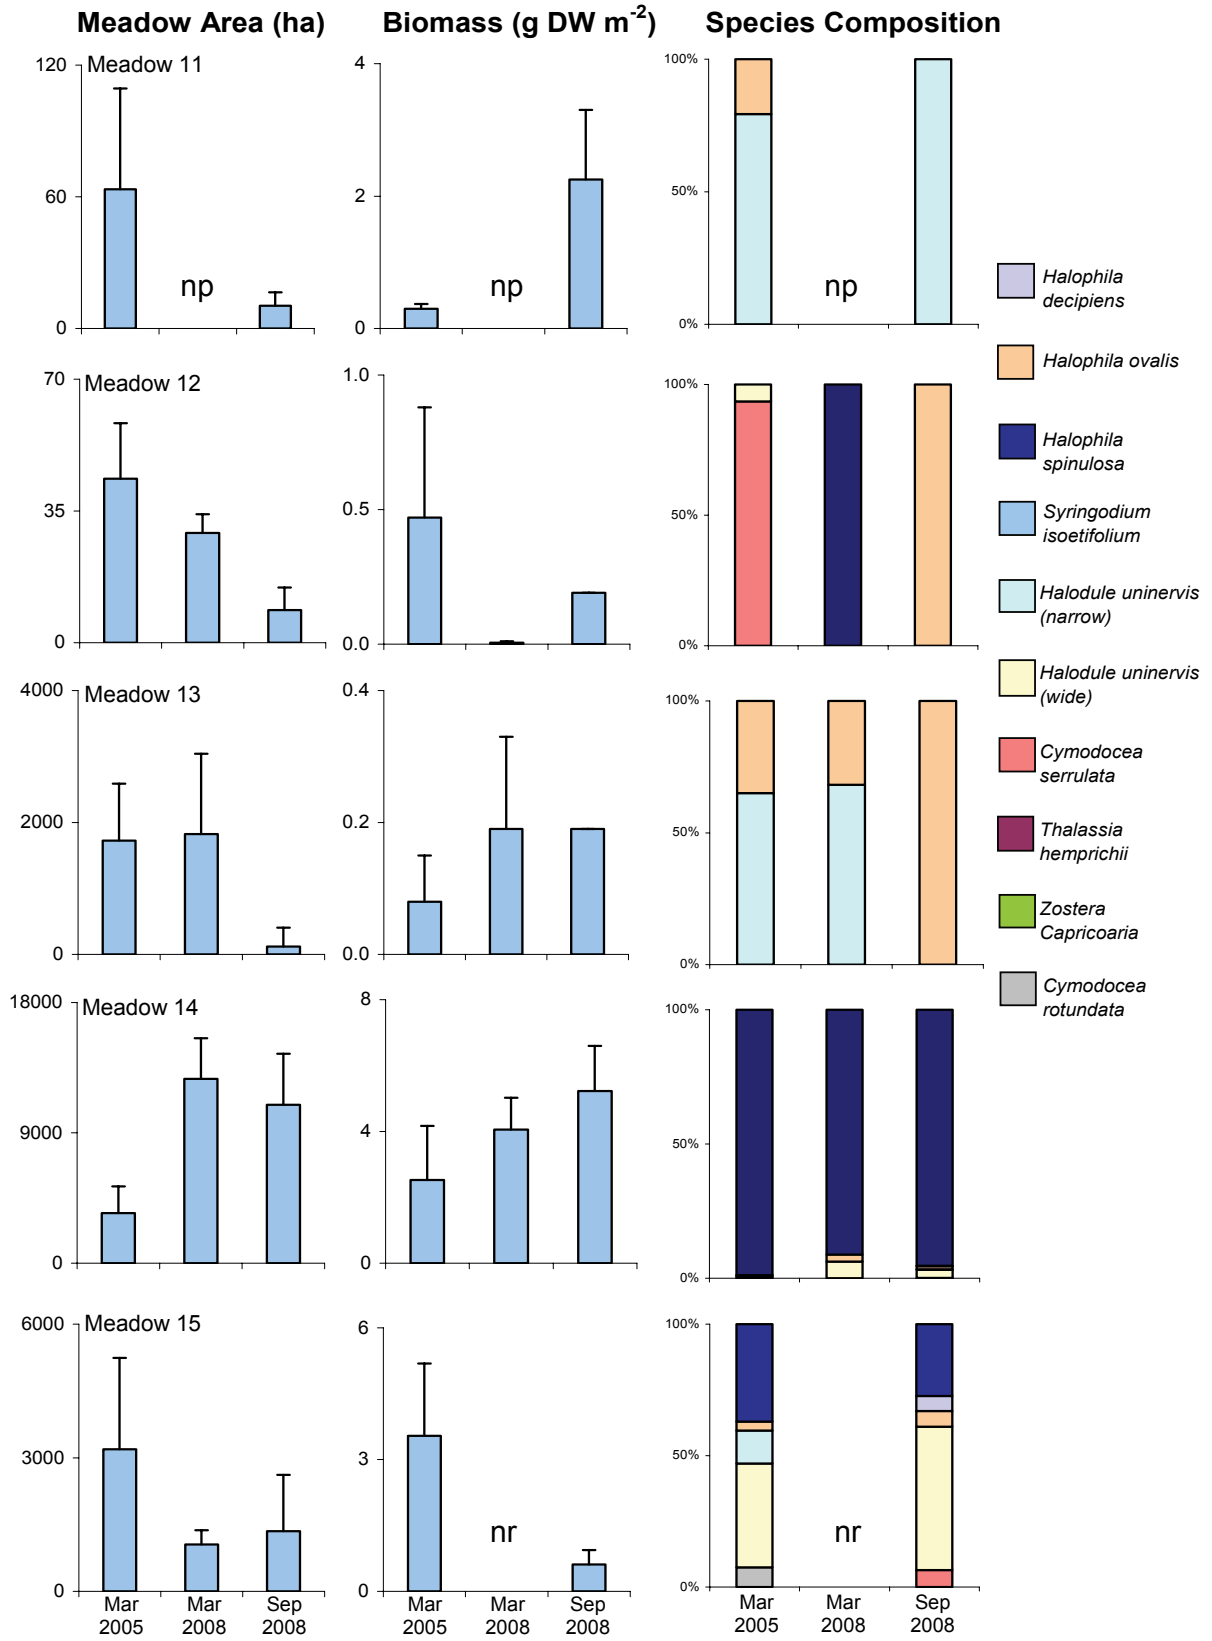 Meadow Area (ha) Biomass (g DW m-2) Species Composition
Meadow 11
120
60
0
np
4
2
0
np
100%
50%
0%
np
Meadow 12
70
35
0
1.0
0.5
0.0
100%
50%
0%
Meadow 13
4000
2000
0
0.4
0.2
0.0
100%
50%
0%
Meadow 14
18000
9000
0
8
4
0
100%
50%
0%
Meadow 15
6000
3000
0
6
3
0
nr
100%
50%
0%
nr
Mar Mar Sep
2005 2008 2008
Mar Mar Sep
2005 2008 2008
Mar Mar Sep
2005 2008 2008
Halophila
decipiens
Halophila ovalis
Halophila
spinulosa
Syringodium
isoetifolium
Halodule uninervis
(narrow)
Halodule uninervis
(wide)
Cymodocea
serrulata
Thalassia
hemprichii
Zostera
Capricoaria
Cymodocea
rotundata